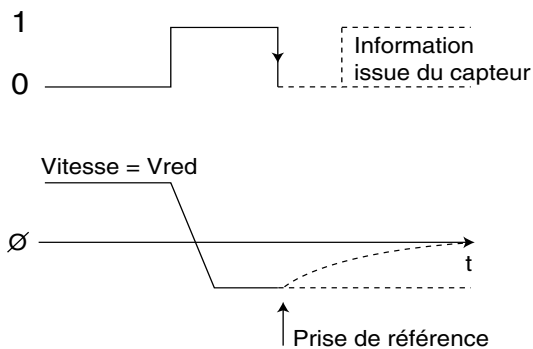 1
Information
issue du capteur
0
Vitesse = Vred
Ø
t
Prise de référence